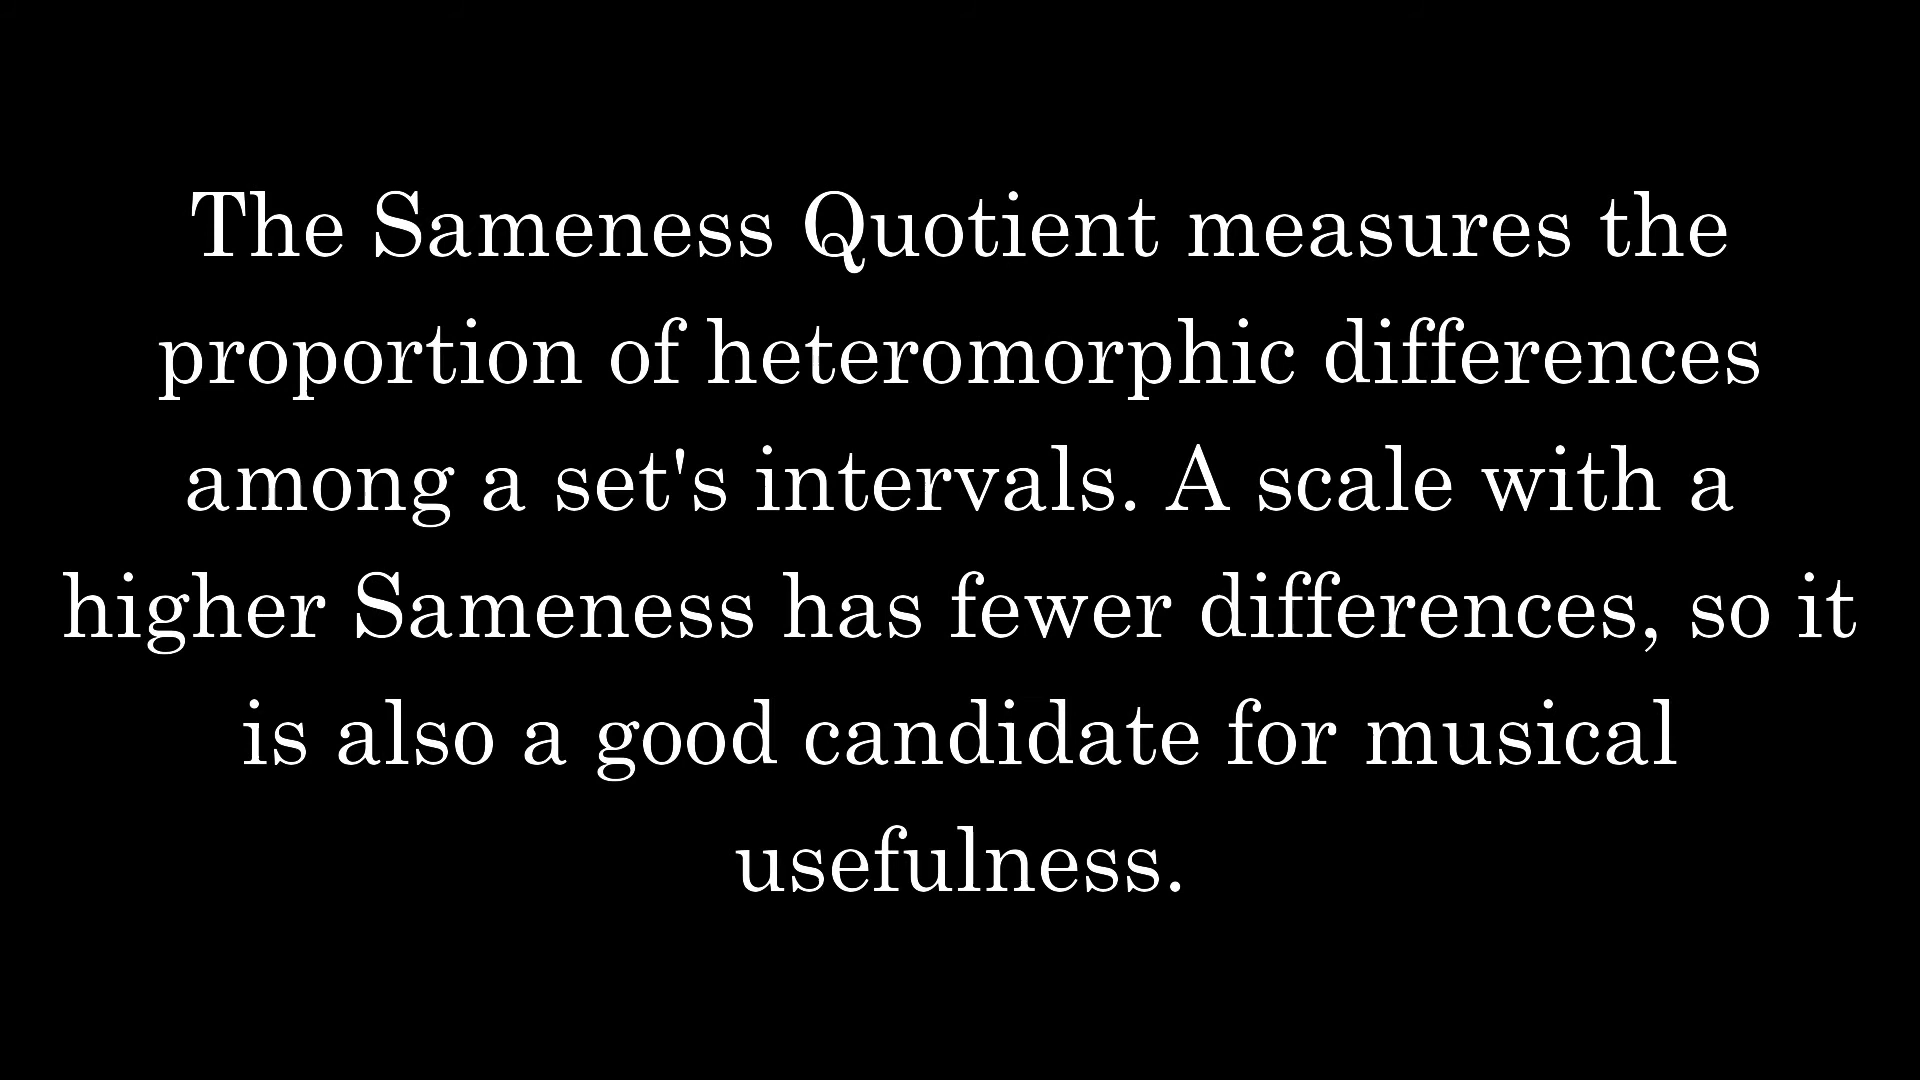 The Sameness Quotient measures the
proportion of heteromorphic differences
among a set's intervals. A scale with a
higher Sameness has fewer differences, so it
is also a good candidate for musical
usefulness.